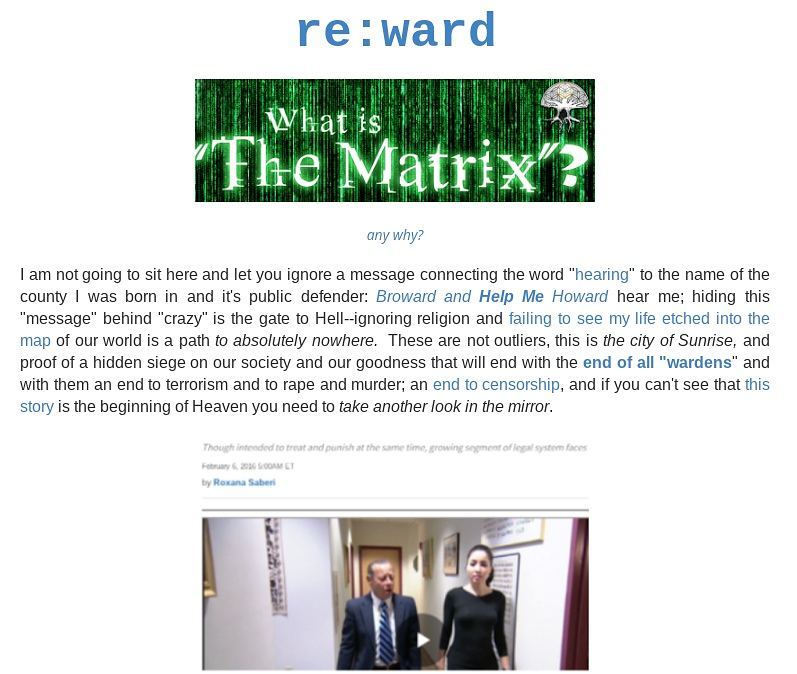 re:ward
What is
"The Matrix"?
any why?
I am not going to sit here and let you ignore a message connecting the word "hearing" to the name of the
county I was born in and it's public defender: Broward and Help Me Howard hear me; hiding this
"message" behind "crazy" is the gate to Hell--ignoring religion and failing to see my life etched into the
map of our world is a path to absolutely nowhere. These are not outliers, this is the city of Sunrise, and
proof of a hidden siege on our society and our goodness that will end with the end of all "wardens" and
with them an end to terrorism and to rape and murder; an end to censorship, and if you can't see that this
story is the beginning of Heaven you need to take another look in the mirror.
Though intended to treat and punish at the same time, growing segment of legal system faces
February 6, 2016 5:00AM ET
by Roxana Saberi